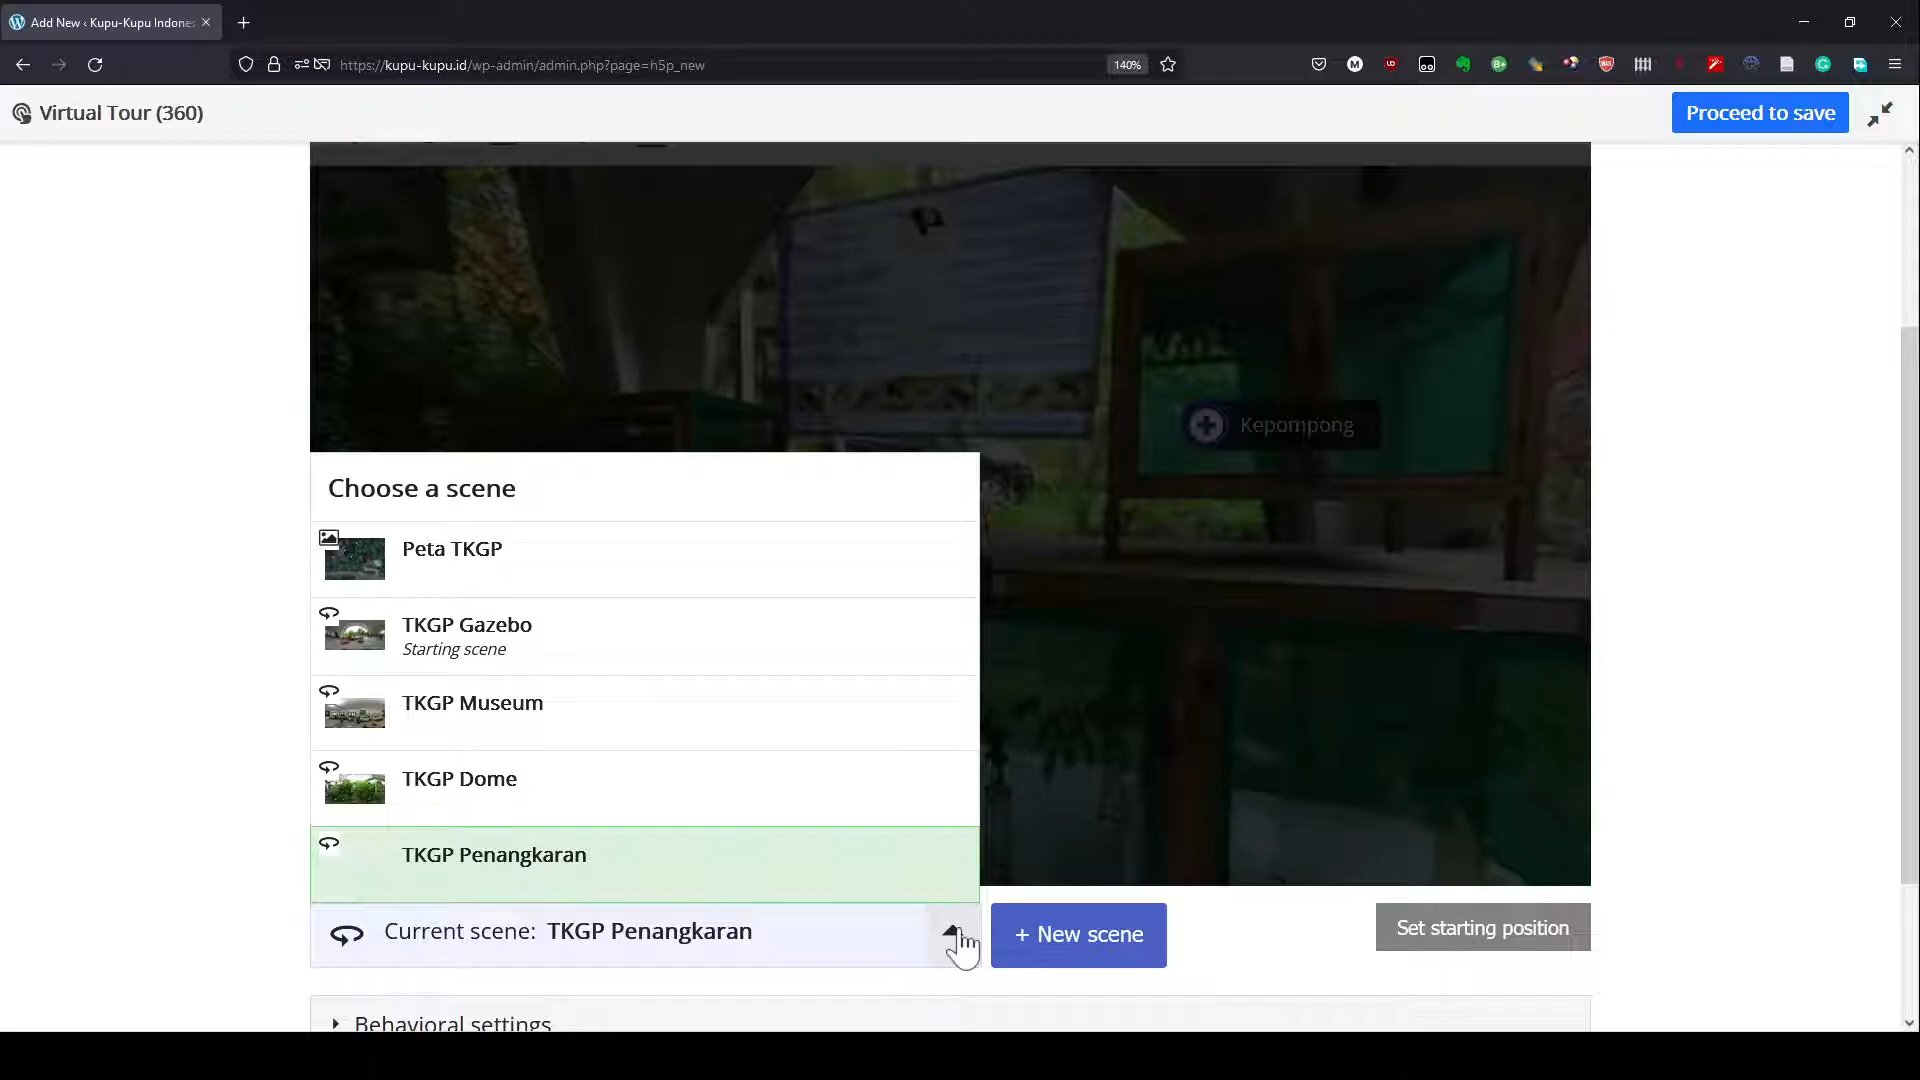 Add New ‹ Kupu-Kupu Indones
https://kupu-kupu.id/wp-admin/admin.php?page=h5p_new
140%
Virtual Tour (360)
Proceed to save
Kepompong
Choose a scene
Peta TKGP
TKGP Gazebo
Starting scene
TKGP Museum
TKGP Dome
TKGP Penangkaran
Current scene: TKGP Penangkaran
+ New scene
Set starting position
Behavioral settings